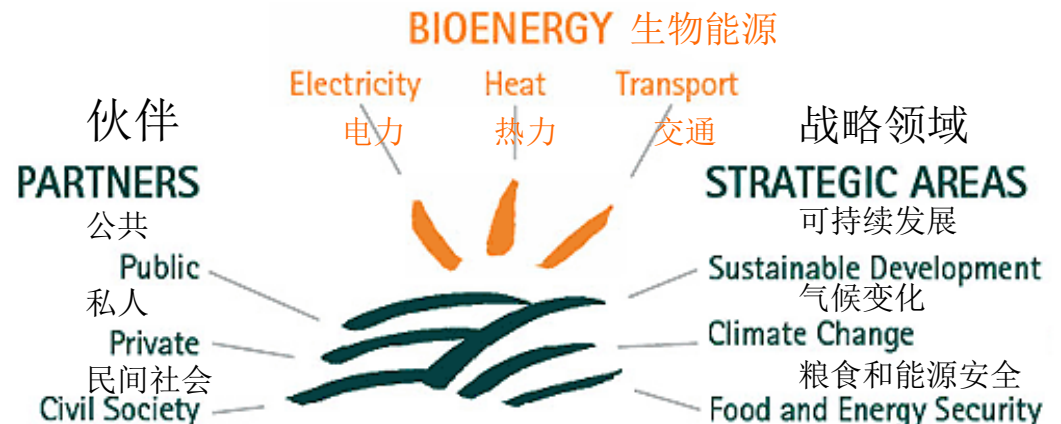 BIOENERGY 生物能源
Electricity Heat Transport
电力 热力 交通
伙伴
PARTNERS
公共
Public
私人
Private
民间社会
Civil Society
战略领域
STRATEGIC AREAS
可持续发展
Sustainable Development
气候变化
Climate Change
粮食和能源安全
Food and Energy Security